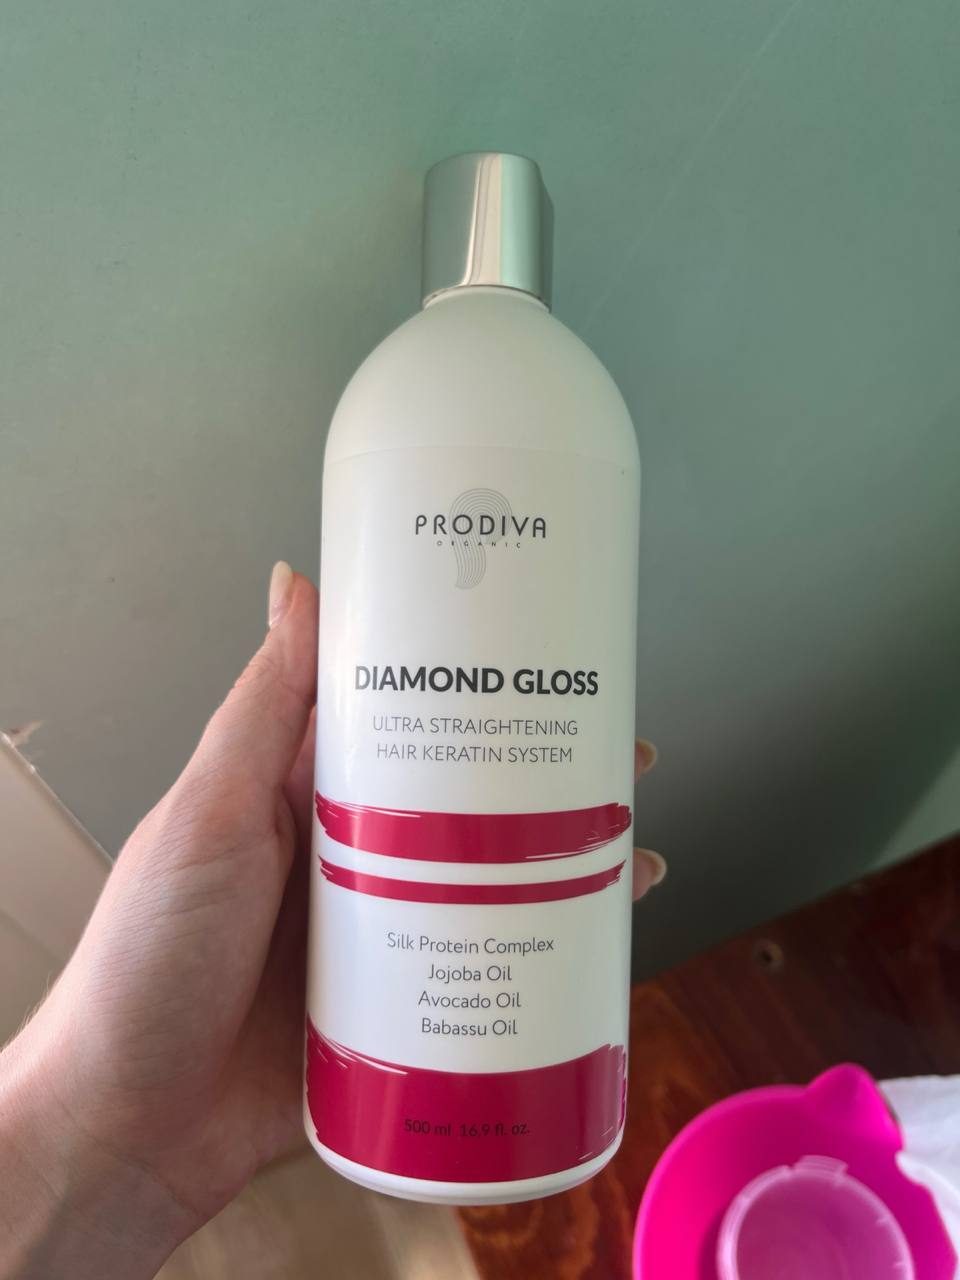 PRODIVA
ORGANIC
DIAMOND GLOSS
ULTRA STRAIGHTENING
HAIR KERATIN SYSTEM
Silk Protein Complex
Jojoba Oil
Avocado Oil
Babassu Oil
500 ml 16,9 fl. oz.